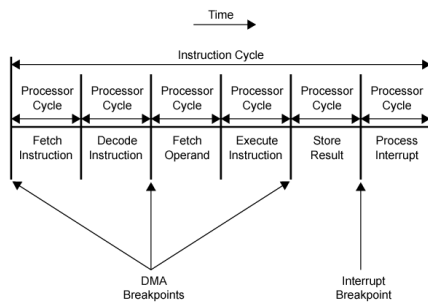 Time
Instruction Cycle
Processor Cycle
Processor Cycle
Processor Cycle
Processor Cycle
Processor Cycle
Processor Cycle
Fetch Instruction
Decode Instruction
Fetch Operand
Execute Instruction
Store Result
Process Interrupt
DMA Breakpoints
Interrupt Breakpoint